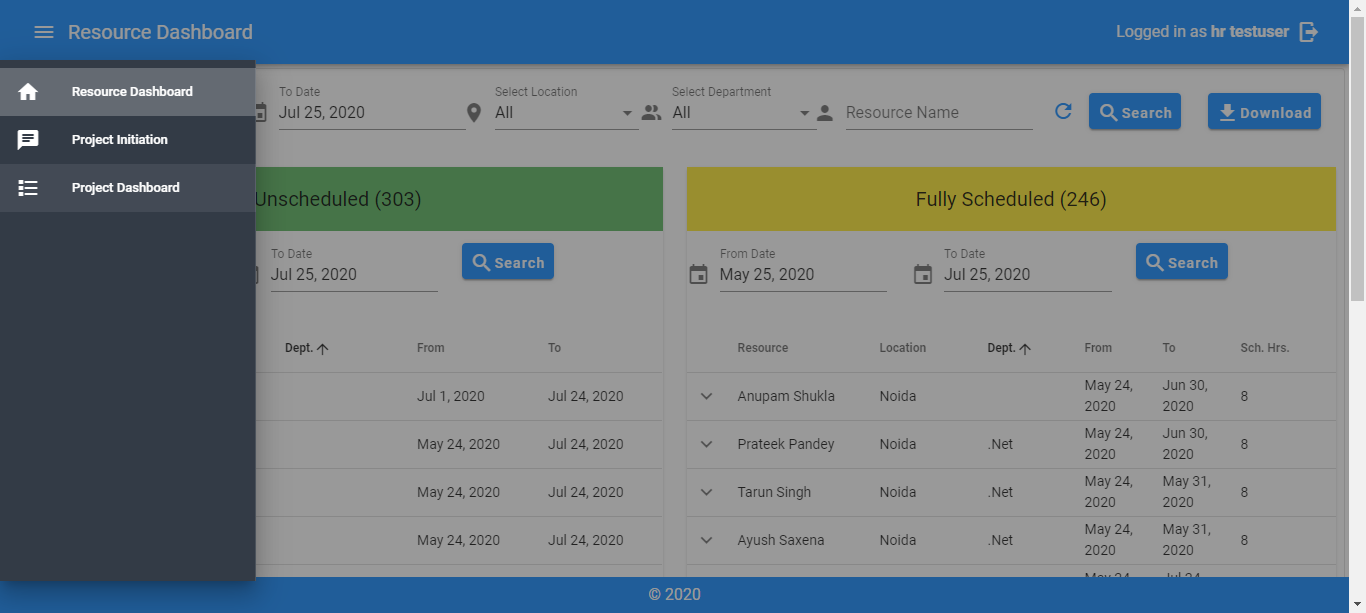 Resource Dashboard
Logged in as hr testuser
Resource Dashboard
Project Initiation
Project Dashboard
To Date
Jul 25, 2020
Select Location
All
Select Department
All
Resource Name
Search
Download
Unscheduled (303)
To Date
Jul 25, 2020
Search
Dept. From To
Jul 1, 2020 Jul 24, 2020
May 24, 2020 Jul 24, 2020
May 24, 2020 Jul 24, 2020
May 24, 2020 Jul 24, 2020
Fully Scheduled (246)
From Date
May 25, 2020
To Date
Jul 25, 2020
Search
Resource Location Dept. From To Sch. Hrs.
Anupam Shukla Noida May 24, 2020 Jun 30, 2020 8
Prateek Pandey Noida .Net May 24, 2020 Jun 30, 2020 8
Tarun Singh Noida .Net May 24, 2020 May 31, 2020 8
Ayush Saxena Noida .Net May 24, 2020 May 31, 2020 8
May 24, Jul 24,
© 2020